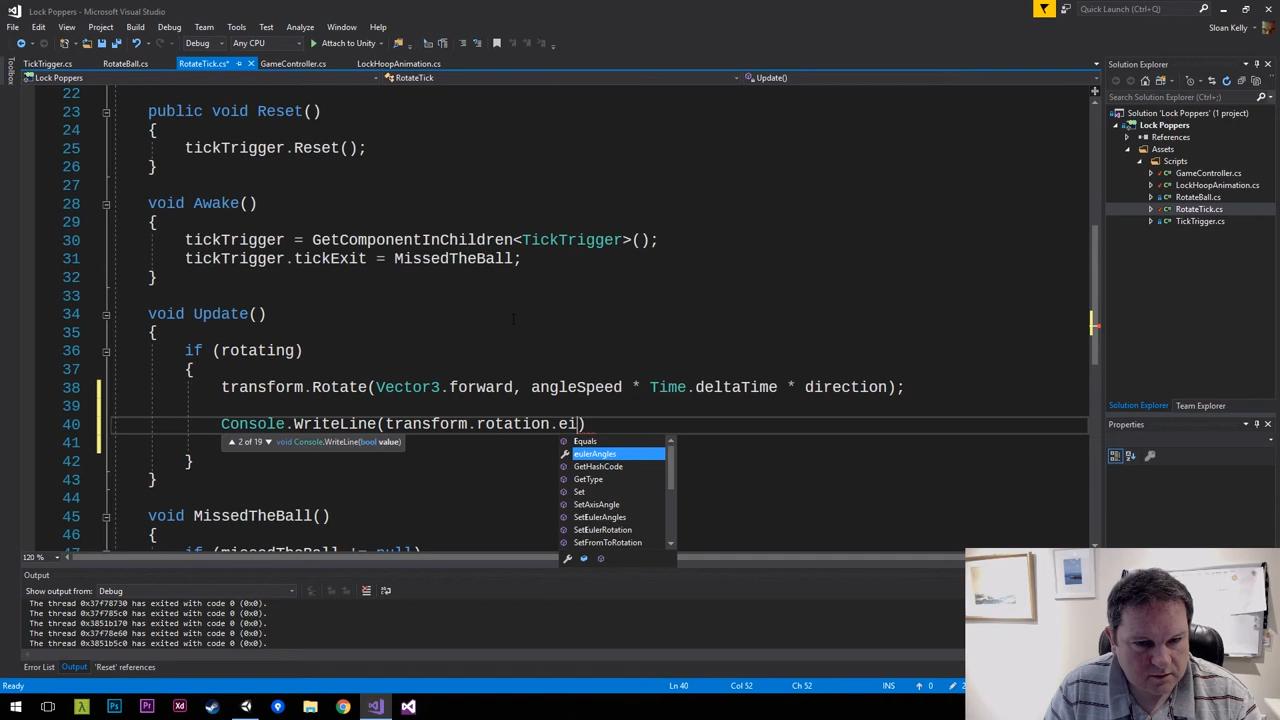 Lock Poppers - Microsoft Visual Studio
Quick Launch (Ctrl+Q)
File Edit View Project Build Debug Team Tools Test Analyze Window Help
Sloan Kelly
Debug Any CPU Attach to Unity
TickTrigger.cs RotateBall.cs RotateTick.cs* GameController.cs LockHoopAnimation.cs
Lock Poppers RotateTick Update()
Toolbox
22
23 public void Reset()
24 {
25 tickTrigger.Reset();
26 }
27
28 void Awake()
29 {
30 tickTrigger = GetComponentInChildren<TickTrigger>();
31 tickTrigger.tickExit = MissedTheBall;
32 }
33
34 void Update()
35 {
36 if (rotating)
37 {
38 transform.Rotate(Vector3.forward, angleSpeed * Time.deltaTime * direction);
39
40 Console.WriteLine(transform.rotation.ei)
41
▲ 2 of 19 ▼ void Console.WriteLine(bool value)
42 }
43 }
44
45 void MissedTheBall()
46 {
47 if (missedTheBall != null)
Equals
eulerAngles
GetHashCode
GetType
Set
SetAxisAngle
SetEulerAngles
SetEulerRotation
SetFromToRotation
120 %
Output
Show output from: Debug
The thread 0x37f78730 has exited with code 0 (0x0).
The thread 0x37f785c0 has exited with code 0 (0x0).
The thread 0x3851b170 has exited with code 0 (0x0).
The thread 0x37f78e60 has exited with code 0 (0x0).
The thread 0x3851b5c0 has exited with code 0 (0x0).
Error List Output 'Reset' references
Ready Ln 40 Col 52 Ch 52 INS 0 2
Solution Explorer
Search Solution Explorer (Ctrl+;)
Solution 'Lock Poppers' (1 project)
Lock Poppers
References
Assets
Scripts
GameController.cs
LockHoopAnimation.cs
RotateBall.cs
RotateTick.cs
TickTrigger.cs
Solution Explorer Team Explorer
Properties